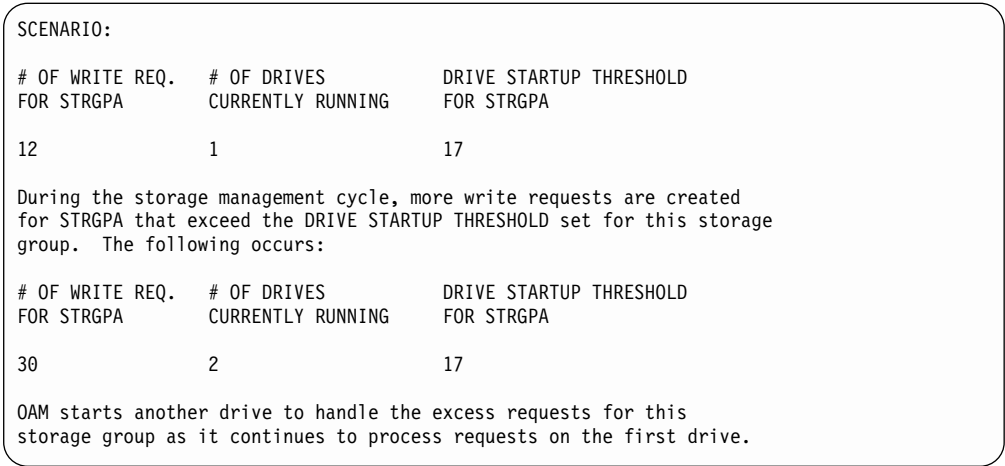 SCENARIO:
# OF WRITE REQ. # OF DRIVES DRIVE STARTUP THRESHOLD
FOR STRGPA CURRENTLY RUNNING FOR STRGPA
12 1 17
During the storage management cycle, more write requests are created
for STRGPA that exceed the DRIVE STARTUP THRESHOLD set for this storage
group. The following occurs:
# OF WRITE REQ. # OF DRIVES DRIVE STARTUP THRESHOLD
FOR STRGPA CURRENTLY RUNNING FOR STRGPA
30 2 17
OAM starts another drive to handle the excess requests for this
storage group as it continues to process requests on the first drive.